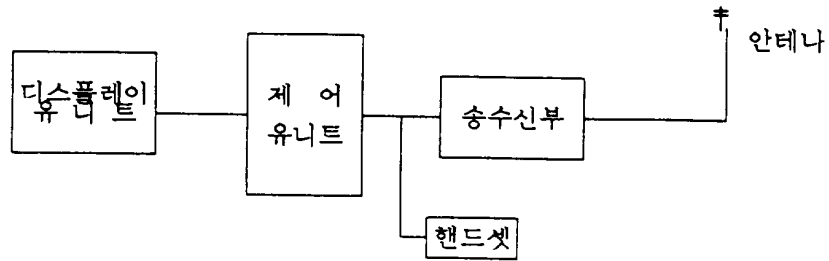 디스플레이
유 니 트
제 어
유니트
송수신부
안테나
핸드셋